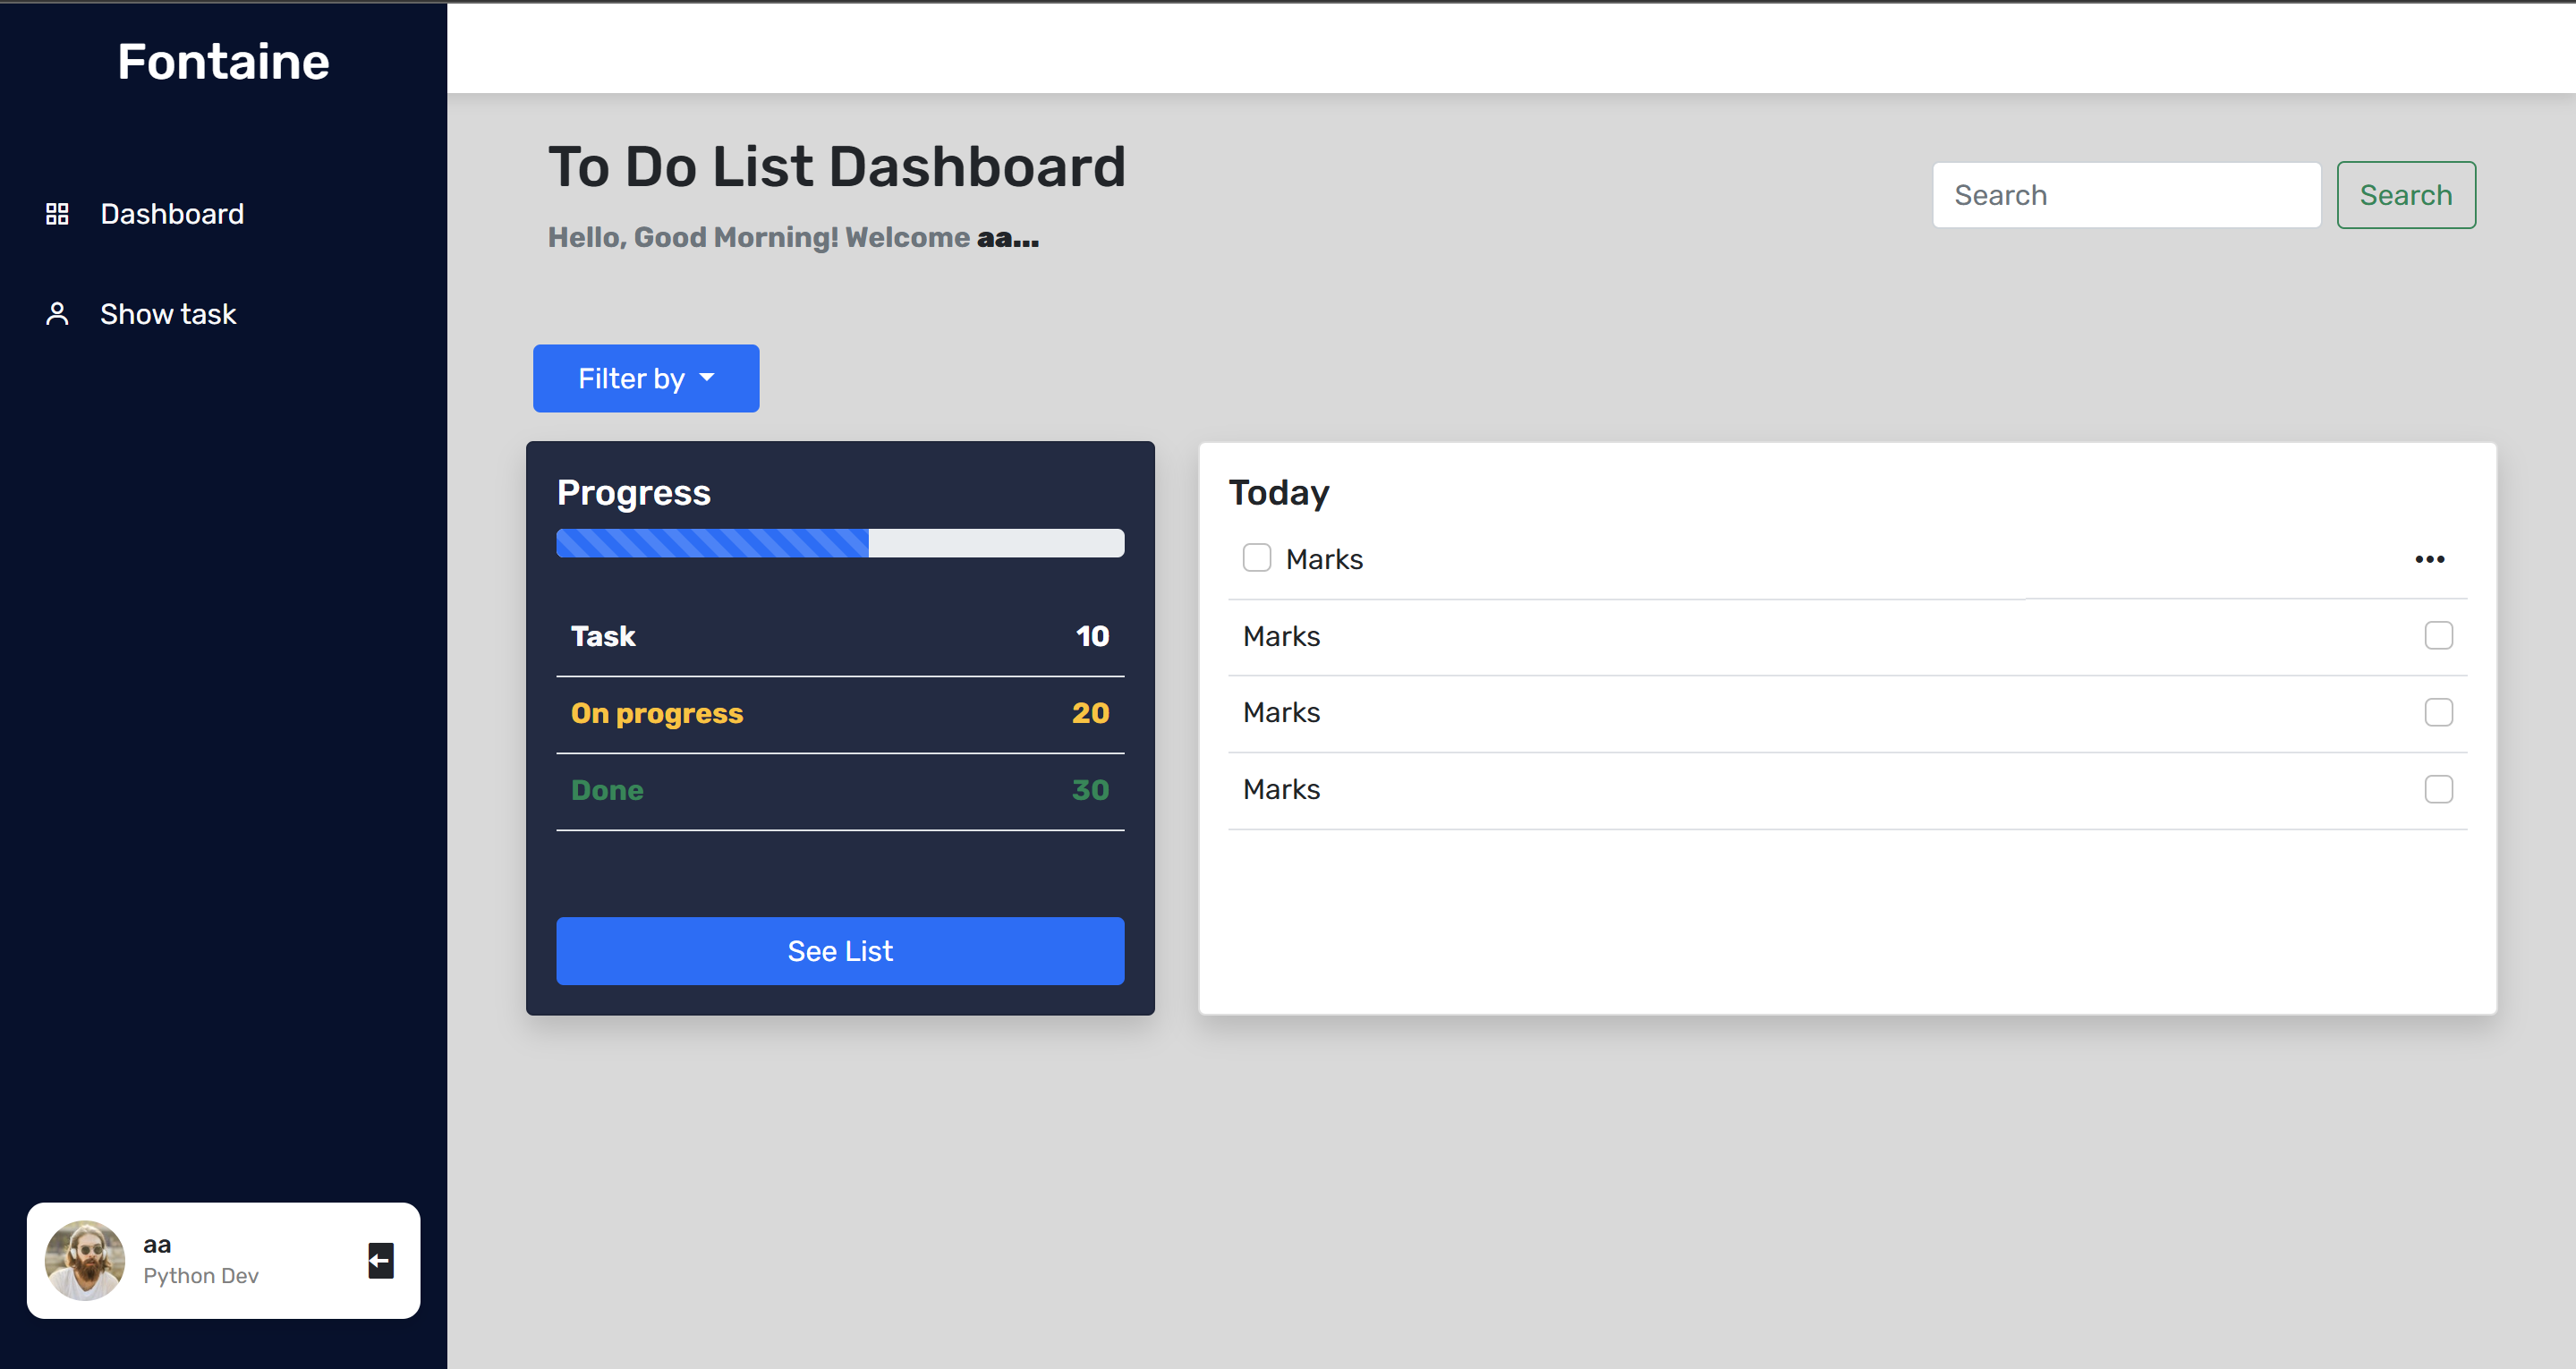 Fontaine
Dashboard
Show task
To Do List Dashboard
Hello, Good Morning! Welcome aa...
Search
Search
Filter by
Progress
Task 10
On progress 20
Done 30
See List
Today
Marks
Marks
Marks
Marks
aa
Python Dev